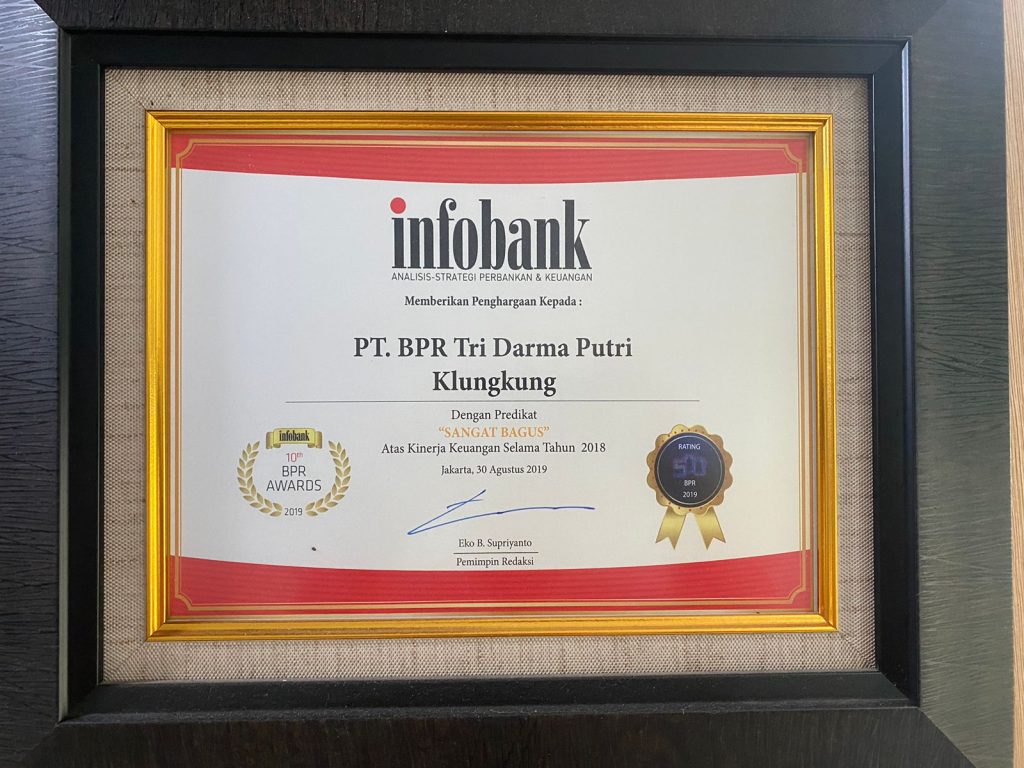 infobank
ANALISIS-STRATEGI PERBANKAN & KEUANGAN
Memberikan Penghargaan Kepada :
PT. BPR Tri Darma Putri
Klungkung
Dengan Predikat
“SANGAT BAGUS”
Atas Kinerja Keuangan Selama Tahun 2018
Jakarta, 30 Agustus 2019
infobank
10th
BPR
AWARDS
2019
RATING
BPR
2019
Eko B. Supriyanto
Pemimpin Redaksi